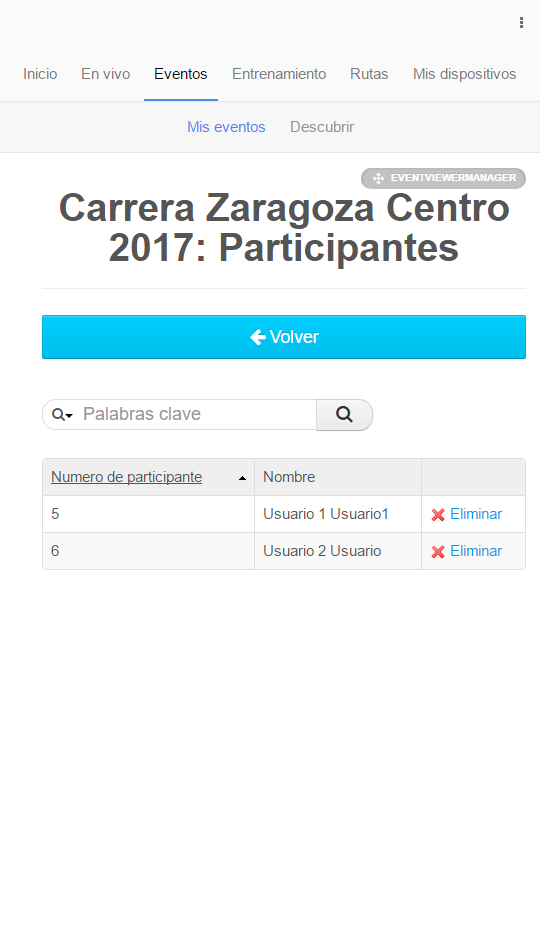 Inicio En vivo Eventos Entrenamiento Rutas Mis dispositivos
Mis eventos Descubrir
EVENTVIEWERMANAGER
Carrera Zaragoza Centro
2017: Participantes
Volver
Palabras clave
Numero de participante Nombre
5 Usuario 1 Usuario1 Eliminar
6 Usuario 2 Usuario Eliminar